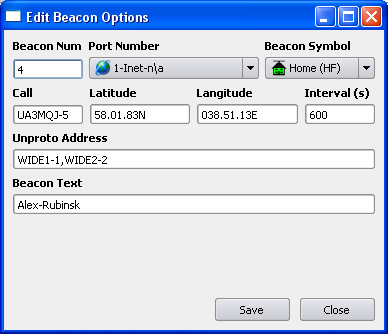 Edit Beacon Options
Beacon Num Port Number Beacon Symbol
4 1-Inet-n\a Home (HF)
Call Latitude Langitude Interval (s)
UA3MQJ-5 58.01.83N 038.51.13E 600
Unproto Address
WIDE1-1,WIDE2-2
Beacon Text
Alex-Rubinsk
Save Close